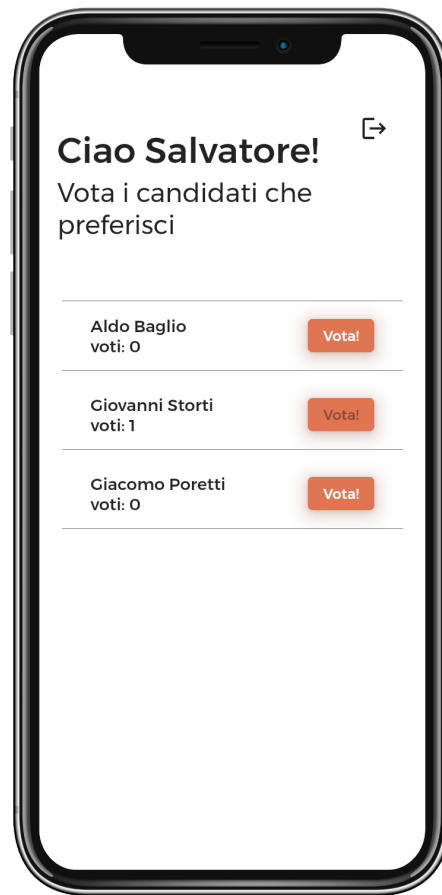 Ciao Salvatore!
Vota i candidati che
preferisci
Aldo Baglio
voti: 0
Vota!
Giovanni Storti
voti: 1
Vota!
Giacomo Poretti
voti: 0
Vota!